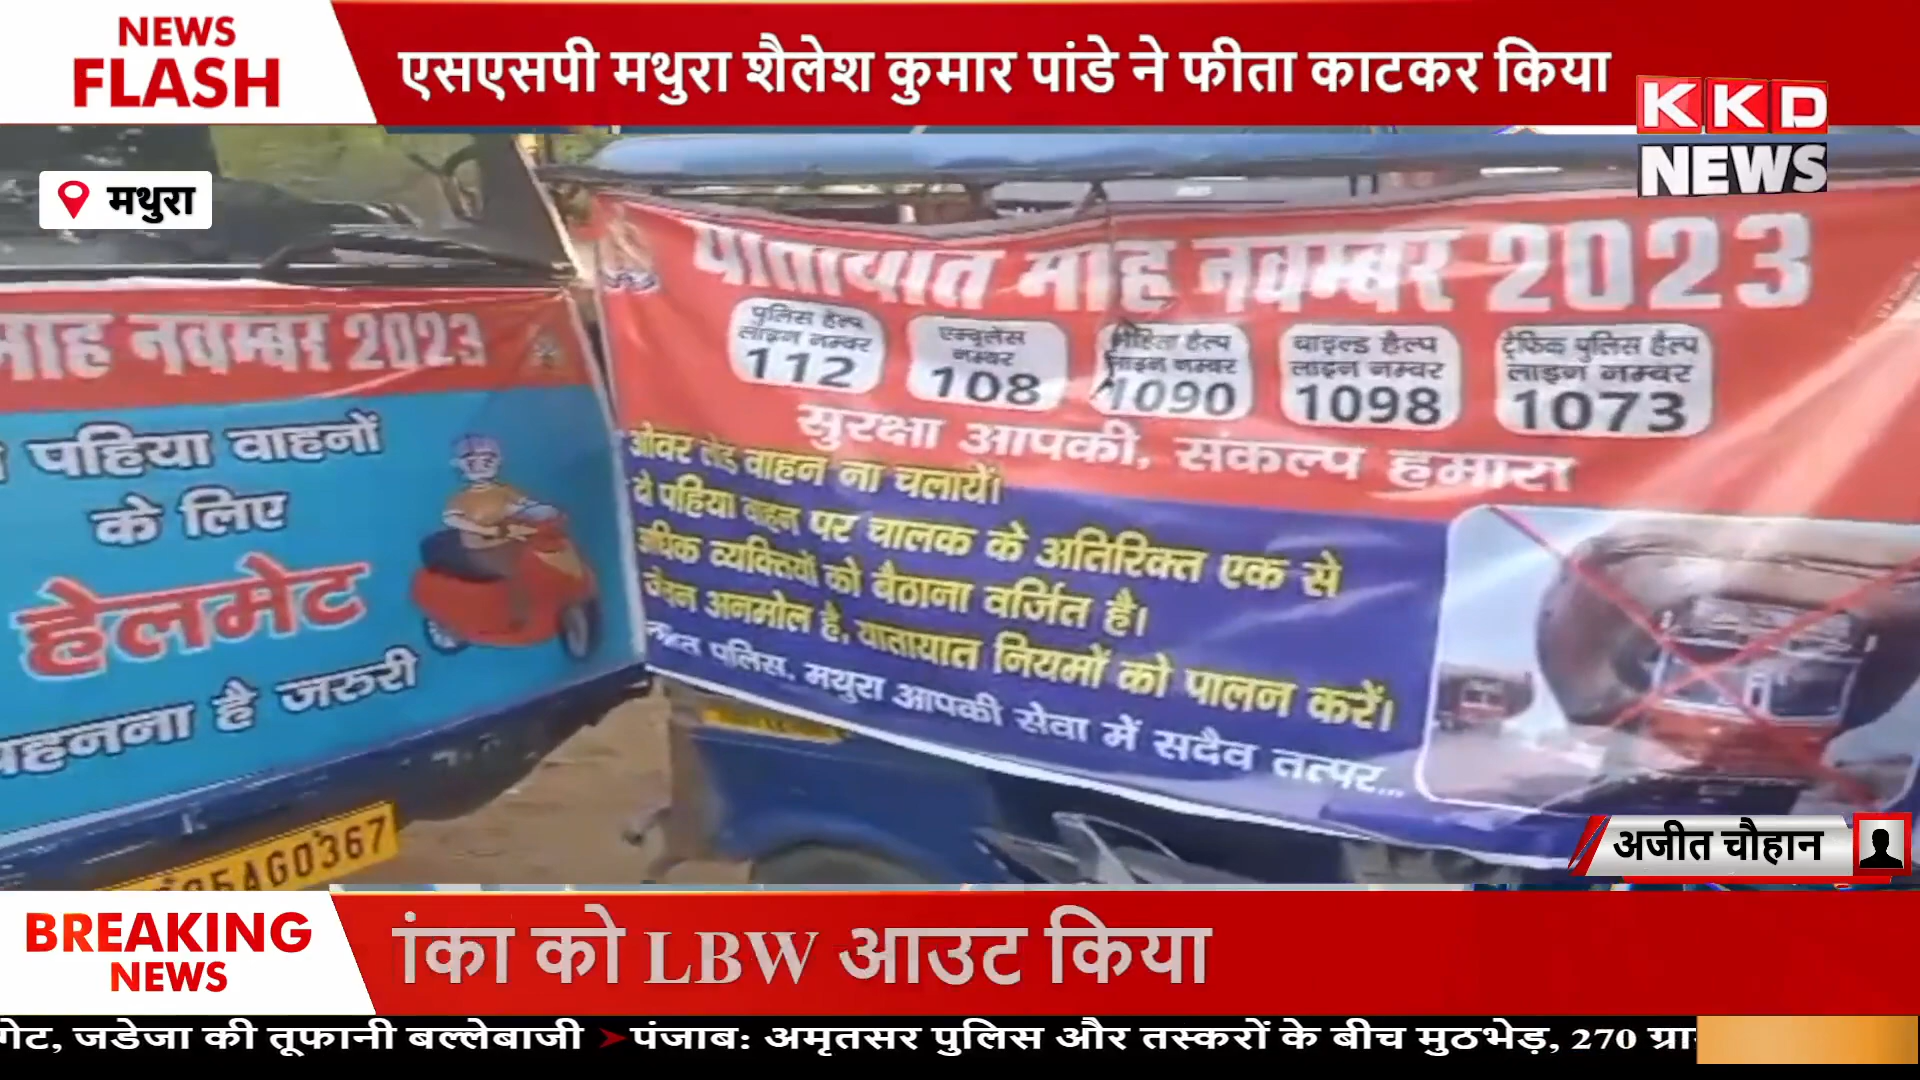 NEWS
FLASH
एसएसपी मथुरा शैलेश कुमार पांडे ने फीता काटकर किया
KKD
NEWS
मथुरा
माह नवम्बर 2023
पहिया वाहनों
के लिए
हेलमेट
पहनना है जरुरी
5AG0367
यातायात माह नवम्बर 2023
पुलिस हेल्प
लाइन नम्बर
112
एम्बुलेंस
नम्बर
108
महिला हेल्प
लाइन नम्बर
1090
चाइल्ड हैल्प
लाइन नम्बर
1098
ट्रैफिक पुलिस हैल्प
लाइन नम्बर
1073
सुरक्षा आपकी, संकल्प हमारा
ओवर लोड वाहन ना चलायें।
दो पहिया वाहन पर चालक के अतिरिक्त एक से
अधिक व्यक्तियों को बैठाना वर्जित है।
जीवन अनमोल है, यातायात नियमों को पालन करें।
पुलिस, मथुरा आपकी सेवा में सदैव तत्पर...
अजीत चौहान
BREAKING
NEWS
ांका को LBW आउट किया
गेट, जडेजा की तूफानी बल्लेबाजी ➤पंजाब: अमृतसर पुलिस और तस्करों के बीच मुठभेड़, 270 ग्रा